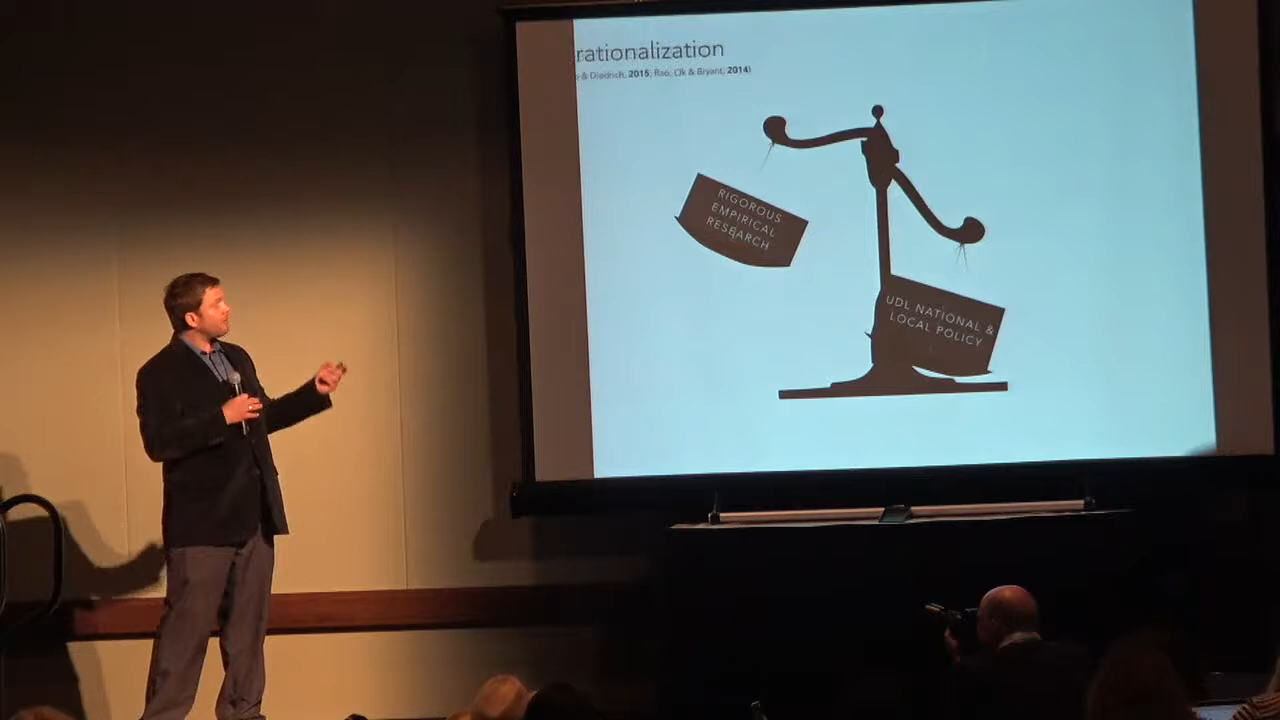 rationalization
& Diedrich, 2015; Rao, Ok & Bryant, 2014)
RIGOROUS
EMPIRICAL
RESEARCH
UDL NATIONAL &
LOCAL POLICY